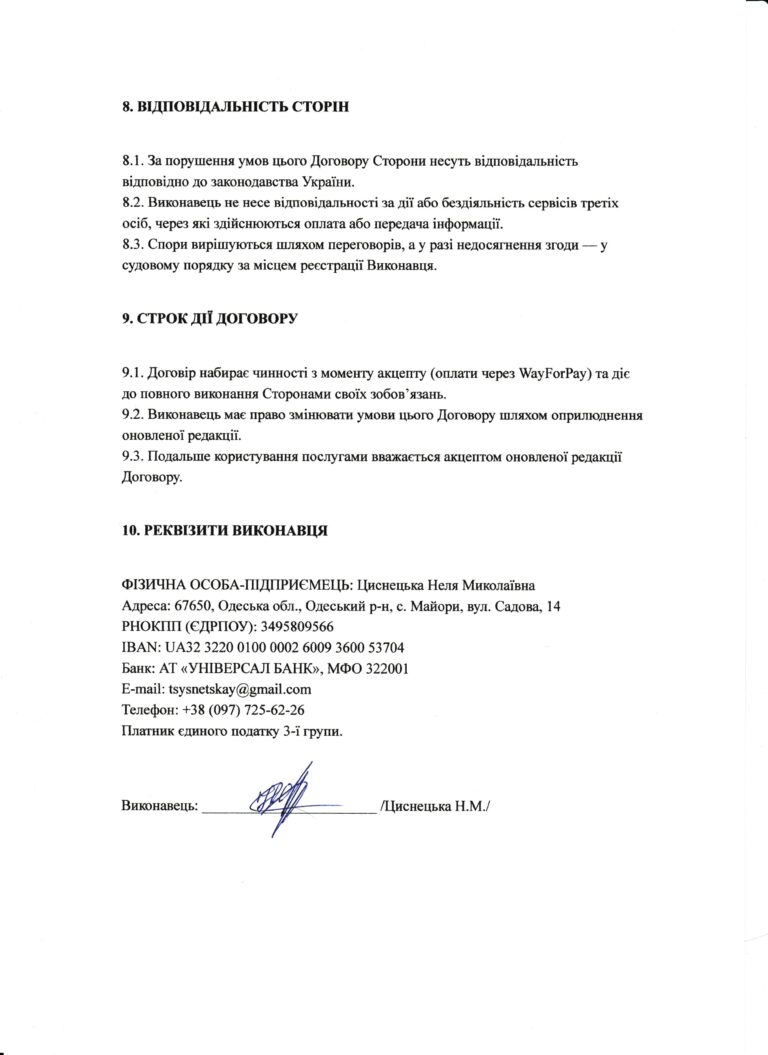 8. ВІДПОВІДАЛЬНІСТЬ СТОРІН
8.1. За порушення умов цього Договору Сторони несуть відповідальність
відповідно до законодавства України.
8.2. Виконавець не несе відповідальності за дії або бездіяльність сервісів третіх
осіб, через які здійснюються оплата або передача інформації.
8.3. Спори вирішуються шляхом переговорів, а у разі недосягнення згоди — у
судовому порядку за місцем реєстрації Виконавця.
9. СТРОК ДІЇ ДОГОВОРУ
9.1. Договір набирає чинності з моменту акцепту (оплати через WayForPay) та діє
до повного виконання Сторонами своїх зобов’язань.
9.2. Виконавець має право змінювати умови цього Договору шляхом оприлюднення
оновленої редакції.
9.3. Подальше користування послугами вважається акцептом оновленої редакції
Договору.
10. РЕКВІЗИТИ ВИКОНАВЦЯ
ФІЗИЧНА ОСОБА-ПІДПРИЄМЕЦЬ: Циснецька Неля Миколаївна
Адреса: 67650, Одеська обл., Одеський р-н, с. Майори, вул. Садова, 14
РНОКПП (ЄДРПОУ): 3495809566
IBAN: UA32 3220 0100 0002 6009 3600 53704
Банк: АТ «УНІВЕРСАЛ БАНК», МФО 322001
E-mail: tsysnetskay@gmail.com
Телефон: +38 (097) 725-62-26
Платник єдиного податку 3-ї групи.
Виконавець: /Циснецька Н.М./